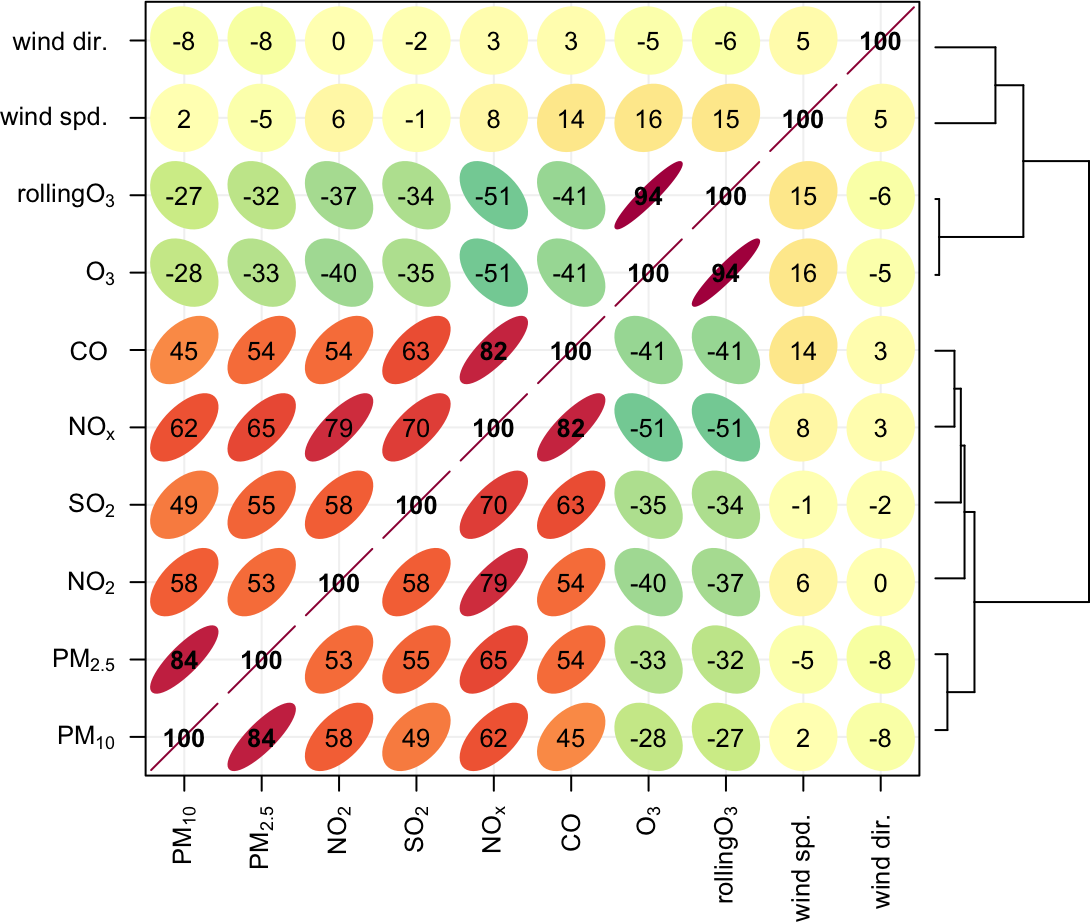 wind dir. -8 -8 0 -2 3 3 -5 -6 5 100
wind spd. 2 -5 6 -1 8 14 16 15 100 5
rollingO₃ -27 -32 -37 -34 -51 -41 94 100 15 -6
O₃ -28 -33 -40 -35 -51 -41 100 94 16 -5
CO 45 54 54 63 82 100 -41 -41 14 3
NOₓ 62 65 79 70 100 82 -51 -51 8 3
SO₂ 49 55 58 100 70 63 -35 -34 -1 -2
NO₂ 58 53 100 58 79 54 -40 -37 6 0
PM₂.₅ 84 100 53 55 65 54 -33 -32 -5 -8
PM₁₀ 100 84 58 49 62 45 -28 -27 2 -8
PM₁₀
PM₂.₅
NO₂
SO₂
NOₓ
CO
O₃
rollingO₃
wind spd.
wind dir.